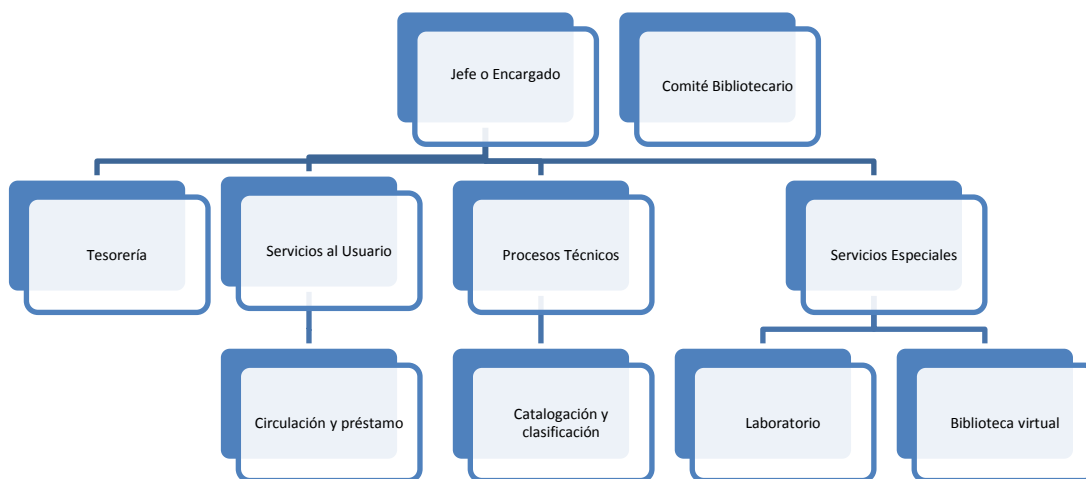 Jefe o Encargado
Comité Bibliotecario
Tesorería
Servicios al Usuario
Procesos Técnicos
Servicios Especiales
Circulación y préstamo
Catalogación y
clasificación
Laboratorio
Biblioteca virtual